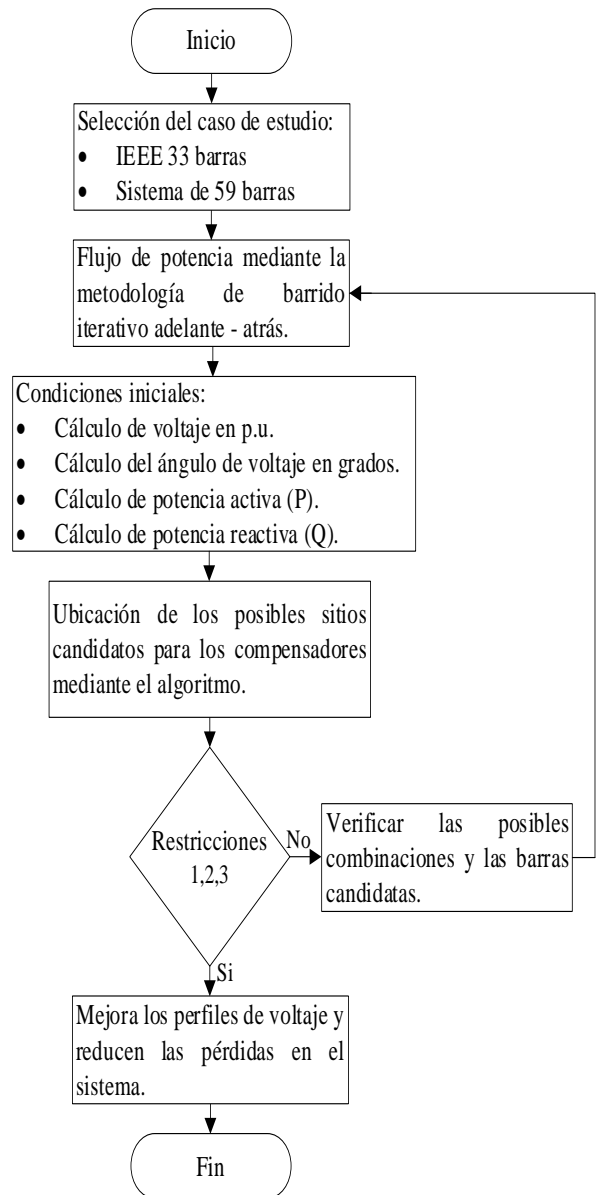 Inicio
Selección del caso de estudio:
• IEEE 33 barras
• Sistema de 59 barras
Flujo de potencia mediante la
metodología de barrido
iterativo adelante - atrás.
Condiciones iniciales:
• Cálculo de voltaje en p.u.
• Cálculo del ángulo de voltaje en grados.
• Cálculo de potencia activa (P).
• Cálculo de potencia reactiva (Q).
Ubicación de los posibles sitios
candidatos para los compensadores
mediante el algoritmo.
Restricciones
1,2,3
No
Verificar las posibles
combinaciones y las barras
candidatas.
Si
Mejora los perfiles de voltaje y
reducen las pérdidas en el
sistema.
Fin